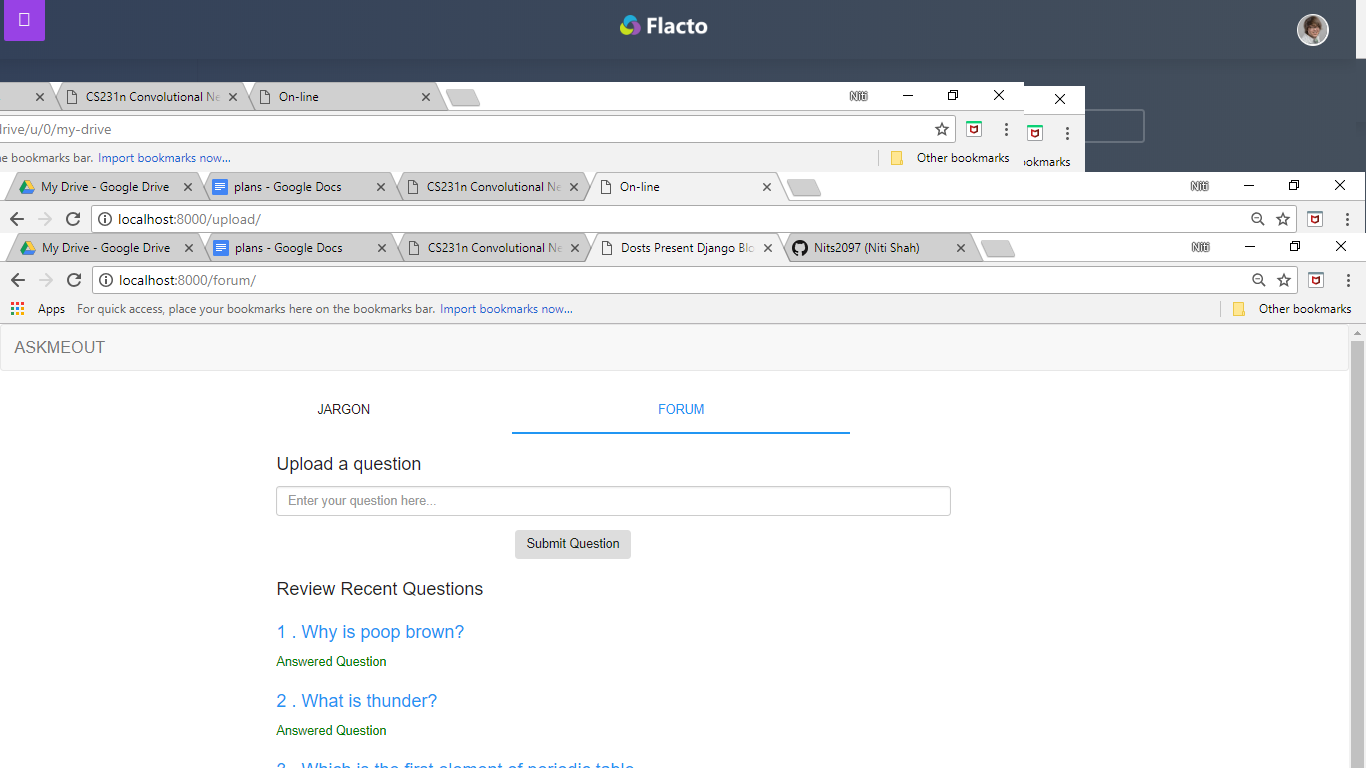 Flacto
CS231n Convolutional Ne
On-line
Niti
drive/u/0/my-drive
he bookmarks bar. Import bookmarks now...
Other bookmarks
ookmarks
My Drive - Google Drive
plans - Google Docs
CS231n Convolutional Ne
On-line
Niti
localhost:8000/upload/
My Drive - Google Drive
plans - Google Docs
CS231n Convolutional Ne
Dosts Present Django Blo
Nits2097 (Niti Shah)
Niti
localhost:8000/forum/
Apps
For quick access, place your bookmarks here on the bookmarks bar. Import bookmarks now...
Other bookmarks
ASKMEOUT
JARGON
FORUM
Upload a question
Enter your question here...
Submit Question
Review Recent Questions
1 . Why is poop brown?
Answered Question
2 . What is thunder?
Answered Question
3 . Which is the first element of periodic table